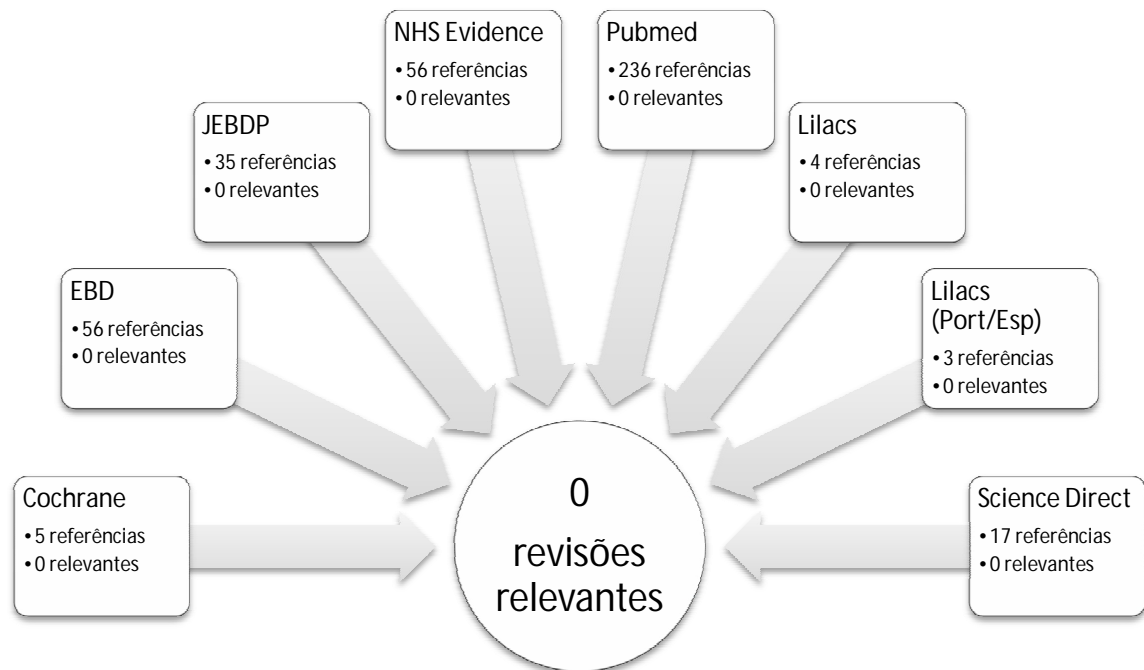 NHS Evidence
• 56 referências
• 0 relevantes
Pubmed
• 236 referências
• 0 relevantes
JEBDP
• 35 referências
• 0 relevantes
Lilacs
• 4 referências
• 0 relevantes
EBD
• 56 referências
• 0 relevantes
Lilacs
(Port/Esp)
• 3 referências
• 0 relevantes
Cochrane
• 5 referências
• 0 relevantes
0
revisões
relevantes
Science Direct
• 17 referências
• 0 relevantes